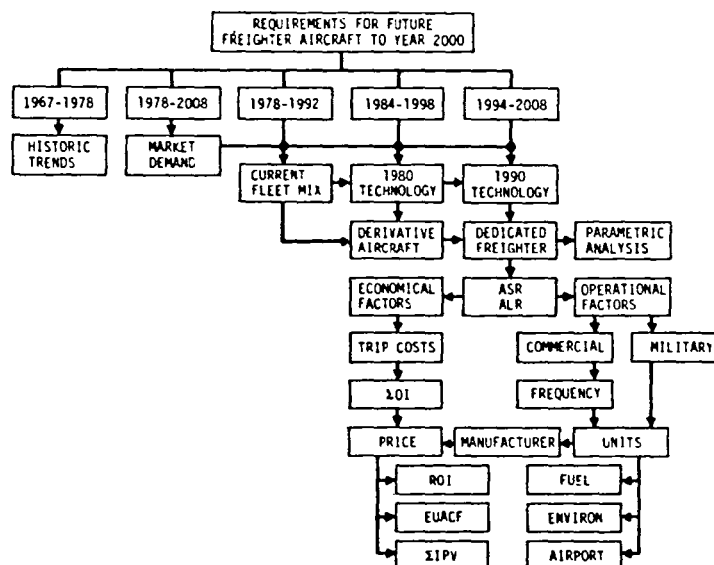 REQUIREMENTS FOR FUTURE
FREIGHTER AIRCRAFT TO YEAR 2000
1967-1978
1978-2008
1978-1992
1984-1998
1994-2008
HISTORIC
TRENDS
MARKET
DEMAND
CURRENT
FLEET MIX
1980
TECHNOLOGY
1990
TECHNOLOGY
DERIVATIVE
AIRCRAFT
DEDICATED
FREIGHTER
PARAMETRIC
ANALYSIS
ECONOMICAL
FACTORS
ASR
ALR
OPERATIONAL
FACTORS
TRIP COSTS
COMMERCIAL
MILITARY
ΣOI
FREQUENCY
PRICE
MANUFACTURER
UNITS
ROI
FUEL
EUACF
ENVIRON
ΣIPV
AIRPORT